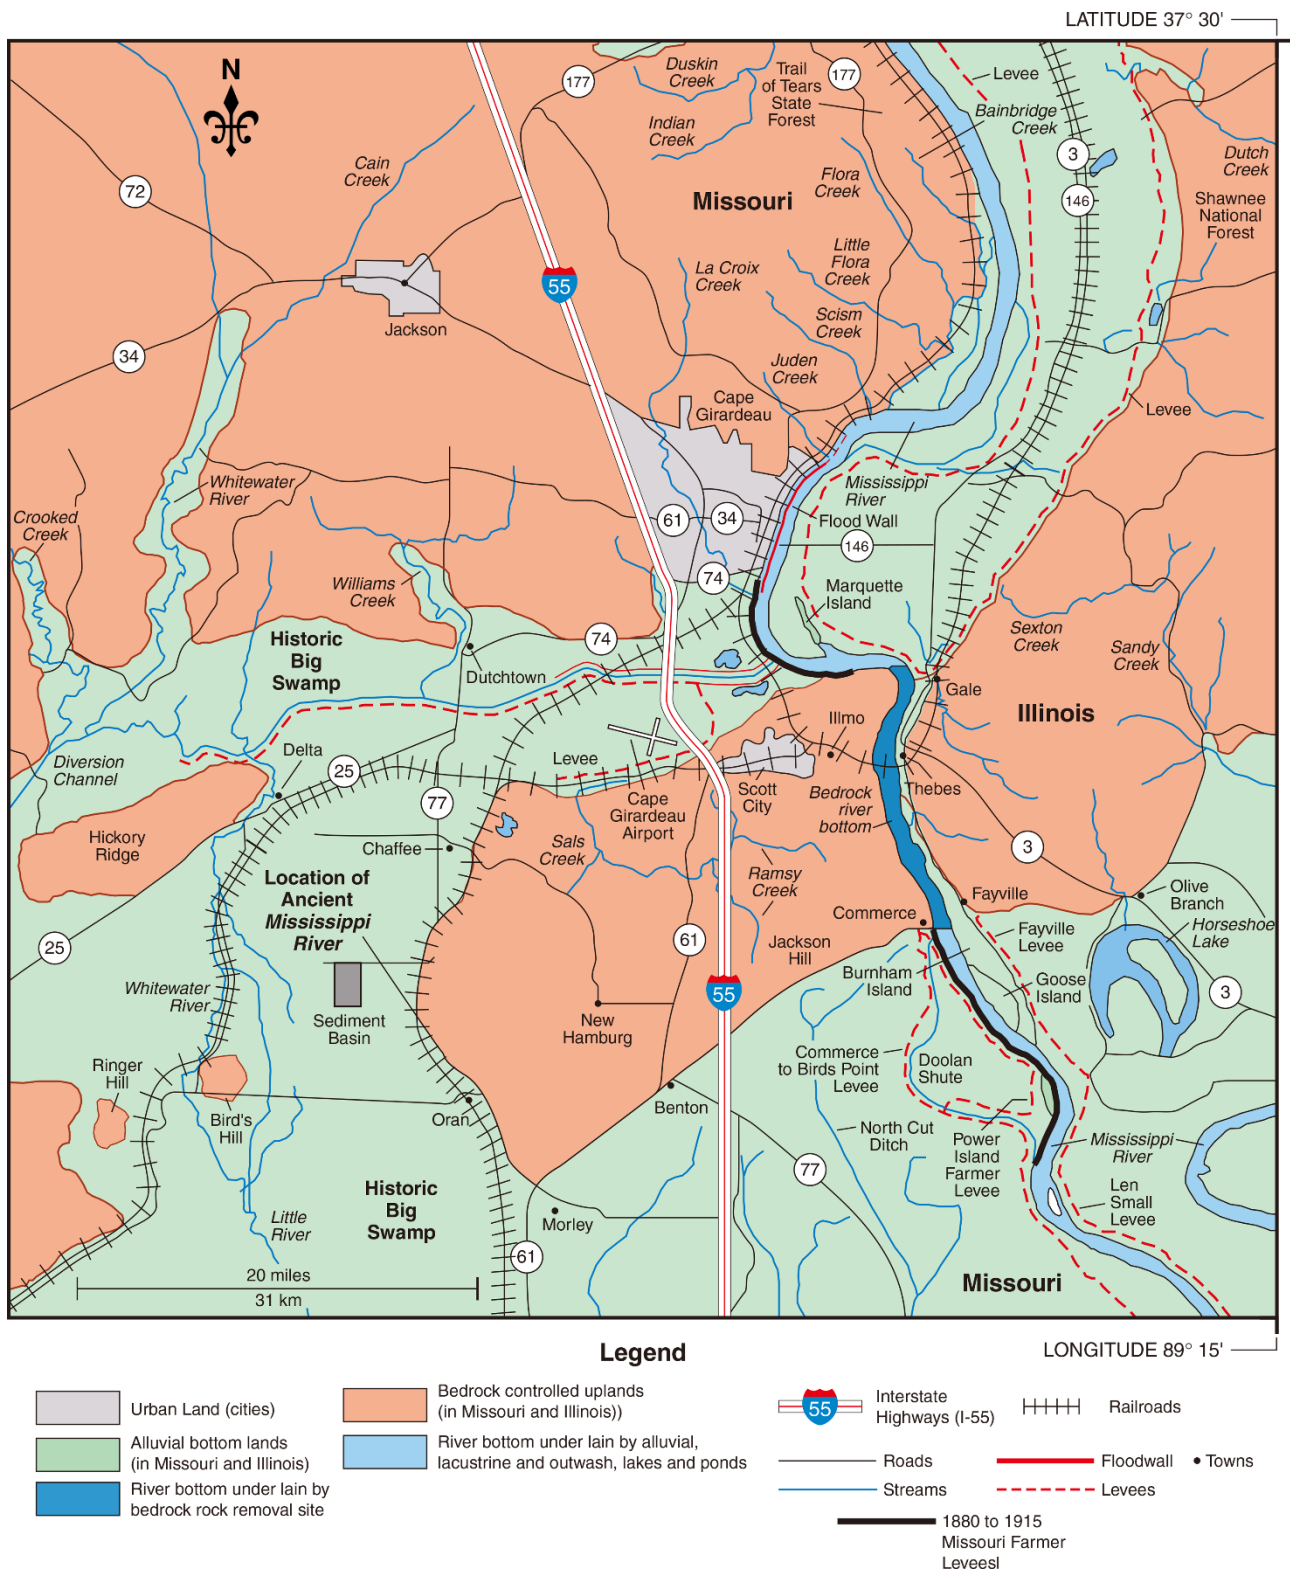 LATITUDE 37° 30'
N
177
Duskin
Creek
Trail
of Tears
State
Forest
177
Levee
Bainbridge
Creek
Indian
Creek
3
Dutch
Creek
Cain
Creek
Flora
Creek
72
Missouri
146
Shawnee
National
Forest
Little
Flora
Creek
La Croix
Creek
55
Scism
Creek
Jackson
34
Juden
Creek
Cape
Girardeau
Levee
Whitewater
River
Mississippi
River
Crooked
Creek
61
34
Flood Wall
146
74
Williams
Creek
Marquette
Island
Sexton
Creek
Sandy
Creek
Historic
Big
Swamp
74
Dutchtown
Gale
Illmo
Illinois
Diversion
Channel
Delta
25
Levee
77
Cape
Girardeau
Airport
Scott
City
Bedrock
river
bottom
Thebes
Hickory
Ridge
Chaffee
Sals
Creek
3
Ramsy
Creek
Location of
Ancient
Mississippi
River
Olive
Branch
Fayville
Commerce
Horseshoe
Lake
25
61
Jackson
Hill
Fayville
Levee
Burnham
Island
Goose
Island
Whitewater
River
55
3
Sediment
Basin
New
Hamburg
Ringer
Hill
Commerce
to Birds Point
Levee
Doolan
Shute
Bird's
Hill
Oran
Benton
North Cut
Ditch
Power
Island
Farmer
Levee
Mississippi
River
77
Len
Small
Levee
Historic
Big
Swamp
Little
River
Morley
61
20 miles
31 km
Missouri
LONGITUDE 89° 15'
Legend
Urban Land (cities)
Bedrock controlled uplands
(in Missouri and Illinois))
55
Interstate
Highways (I-55)
Railroads
Alluvial bottom lands
(in Missouri and Illinois)
River bottom under lain by alluvial,
lacustrine and outwash, lakes and ponds
Roads
Floodwall
Towns
River bottom under lain by
bedrock rock removal site
Streams
Levees
1880 to 1915
Missouri Farmer
Leveesl